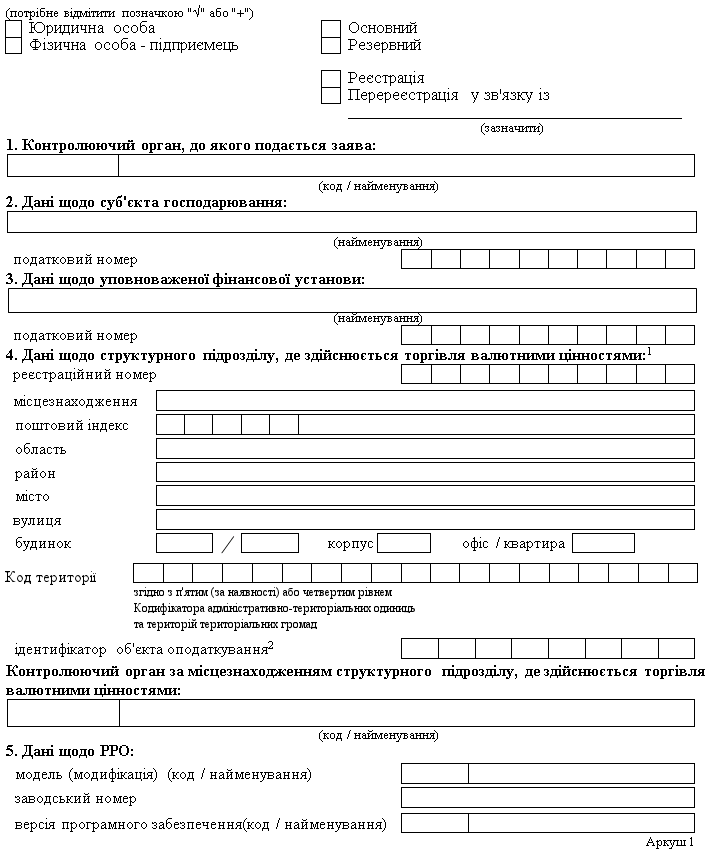 (потрібне відмітити позначкою "√" або "+")
Юридична особа
Основний
Фізична особа - підприємець
Резервний
Реєстрація
Перереєстрація у зв'язку із
(зазначити)
1. Контролюючий орган, до якого подається заява:
(код / найменування)
2. Дані щодо суб'єкта господарювання:
(найменування)
податковий номер
3. Дані щодо уповноваженої фінансової установи:
(найменування)
податковий номер
4. Дані щодо структурного підрозділу, де здійснюється торгівля валютними цінностями:1
реєстраційний номер
місцезнаходження
поштовий індекс
область
район
місто
вулиця
будинок / корпус офіс / квартира
Код території
згідно з п'ятим (за наявності) або четвертим рівнем
Кодифікатора адміністративно-територіальних одиниць
та територій територіальних громад
ідентифікатор об'єкта оподаткування2
Контролюючий орган за місцезнаходженням структурного підрозділу, де здійснюється торгівля
валютними цінностями:
(код / найменування)
5. Дані щодо РРО:
модель (модифікація) (код / найменування)
заводський номер
версія програмного забезпечення(код / найменування)
Аркуш 1